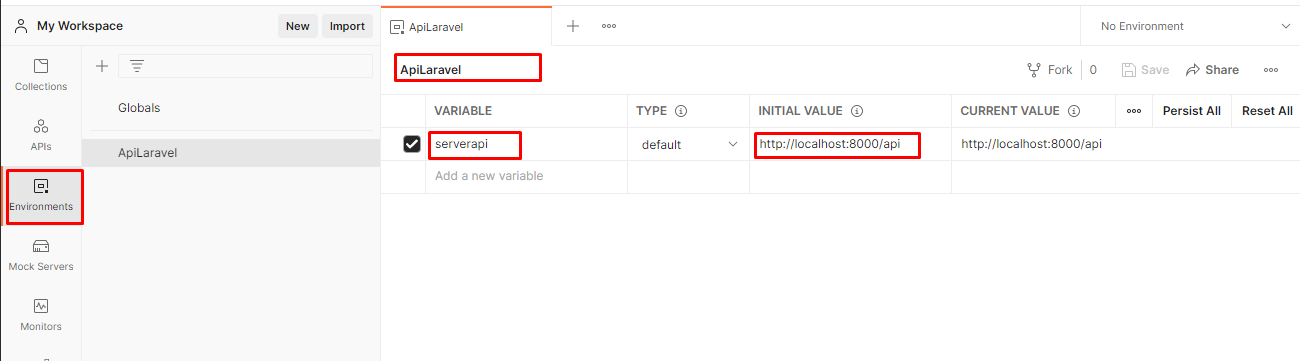 My Workspace
New
Import
ApiLaravel
No Environment
Collections
APIs
Environments
Mock Servers
Monitors
Globals
ApiLaravel
ApiLaravel
Fork
0
Save
Share
VARIABLE
TYPE
INITIAL VALUE
CURRENT VALUE
Persist All
Reset All
serverapi
default
http://localhost:8000/api
http://localhost:8000/api
Add a new variable